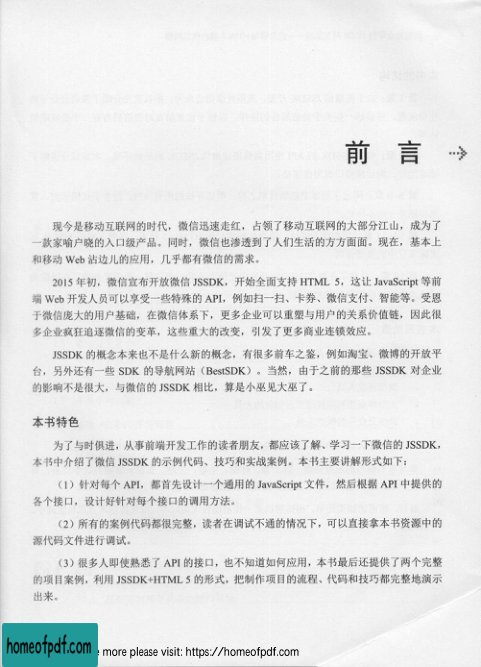 前 言
现今是移动互联网的时代，微信迅速走红，占领了移动互联网的大部分江山，成为了
一款家喻户晓的入口级产品。同时，微信也渗透到了人们生活的方方面面。现在，基本上
和移动 Web 沾边儿的应用，几乎都有微信的需求。
2015 年初，微信宣布开放微信 JSSDK，开始全面支持 HTML 5，这让 JavaScript 等前
端 Web 开发人员可以享受一些特殊的 API，例如扫一扫、卡券、微信支付、智能等。受恩
于微信庞大的用户基础，在微信体系下，更多企业可以重塑与用户的关系价值链，因此很
多企业疯狂追逐微信的变革，这些重大的改变，引发了更多商业连锁效应。
JSSDK 的概念本来也不是什么新的概念，有很多前车之鉴，例如淘宝、微博的开放平
台，另外还有一些 SDK 的导航网站（BestSDK）。当然，由于之前的那些 JSSDK 对企业
的影响不是很大，与微信的 JSSDK 相比，算是小巫见大巫了。
本书特色
为了与时俱进，从事前端开发工作的读者朋友，都应该了解、学习一下微信的 JSSDK，
本书中介绍了微信 JSSDK 的示例代码、技巧和实战案例。本书主要讲解形式如下：
（1）针对每个 API，都首先设计一个通用的 JavaScript 文件，然后根据 API 中提供的
各个接口，设计好针对每个接口的调用方法。
（2）所有的案例代码都很完整，读者在调试不通的情况下，可以直接拿本书资源中的
源代码文件进行调试。
（3）很多人即使熟悉了 API 的接口，也不知道如何应用，本书最后还提供了两个完整
的项目案例，利用 JSSDK+HTML 5 的形式，把制作项目的流程、代码和技巧都完整地演示
出来。
homeofpdf.com
e more please visit: https://homeofpdf.com